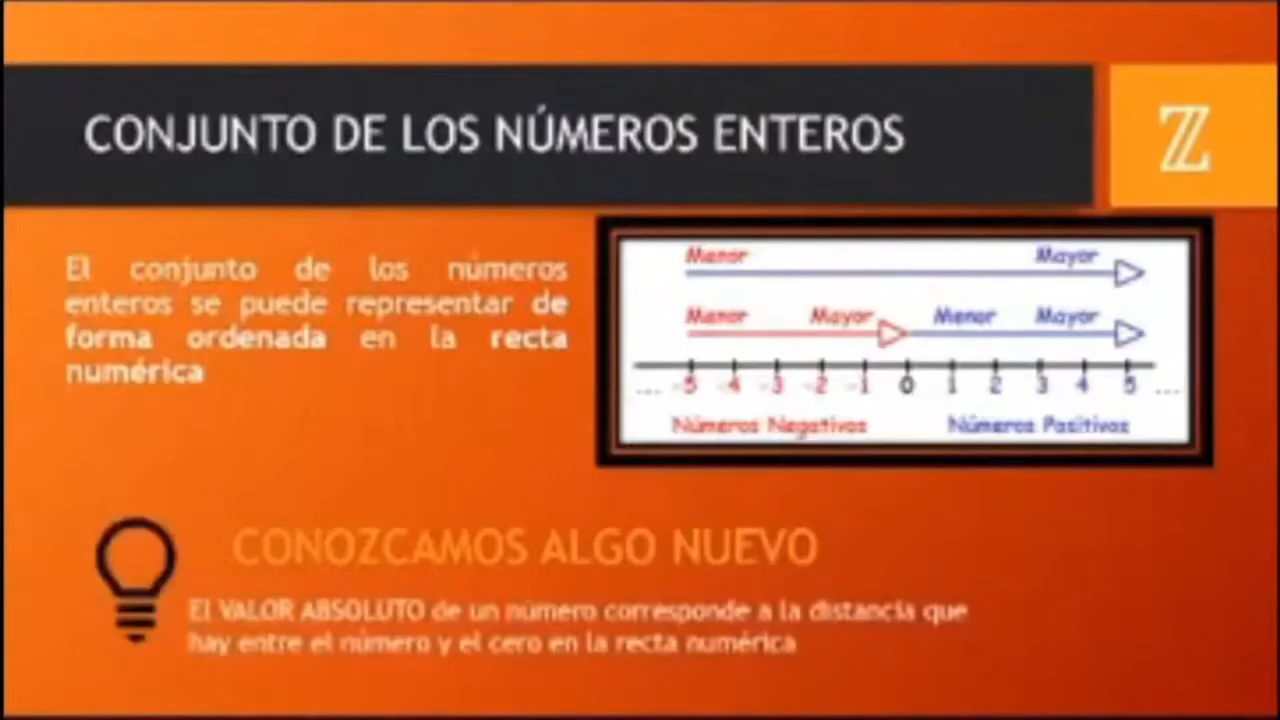 CONJUNTO DE LOS NÚMEROS ENTEROS
ℤ
El conjunto de los números
enteros se puede representar de
forma ordenada en la recta
numérica
Menor Mayor
Menor Mayor Menor Mayor
... -5 -4 -3 -2 -1 0 1 2 3 4 5 ...
Números Negativos Números Positivos
CONOZCAMOS ALGO NUEVO
El VALOR ABSOLUTO de un número corresponde a la distancia que
hay entre el número y el cero en la recta numérica